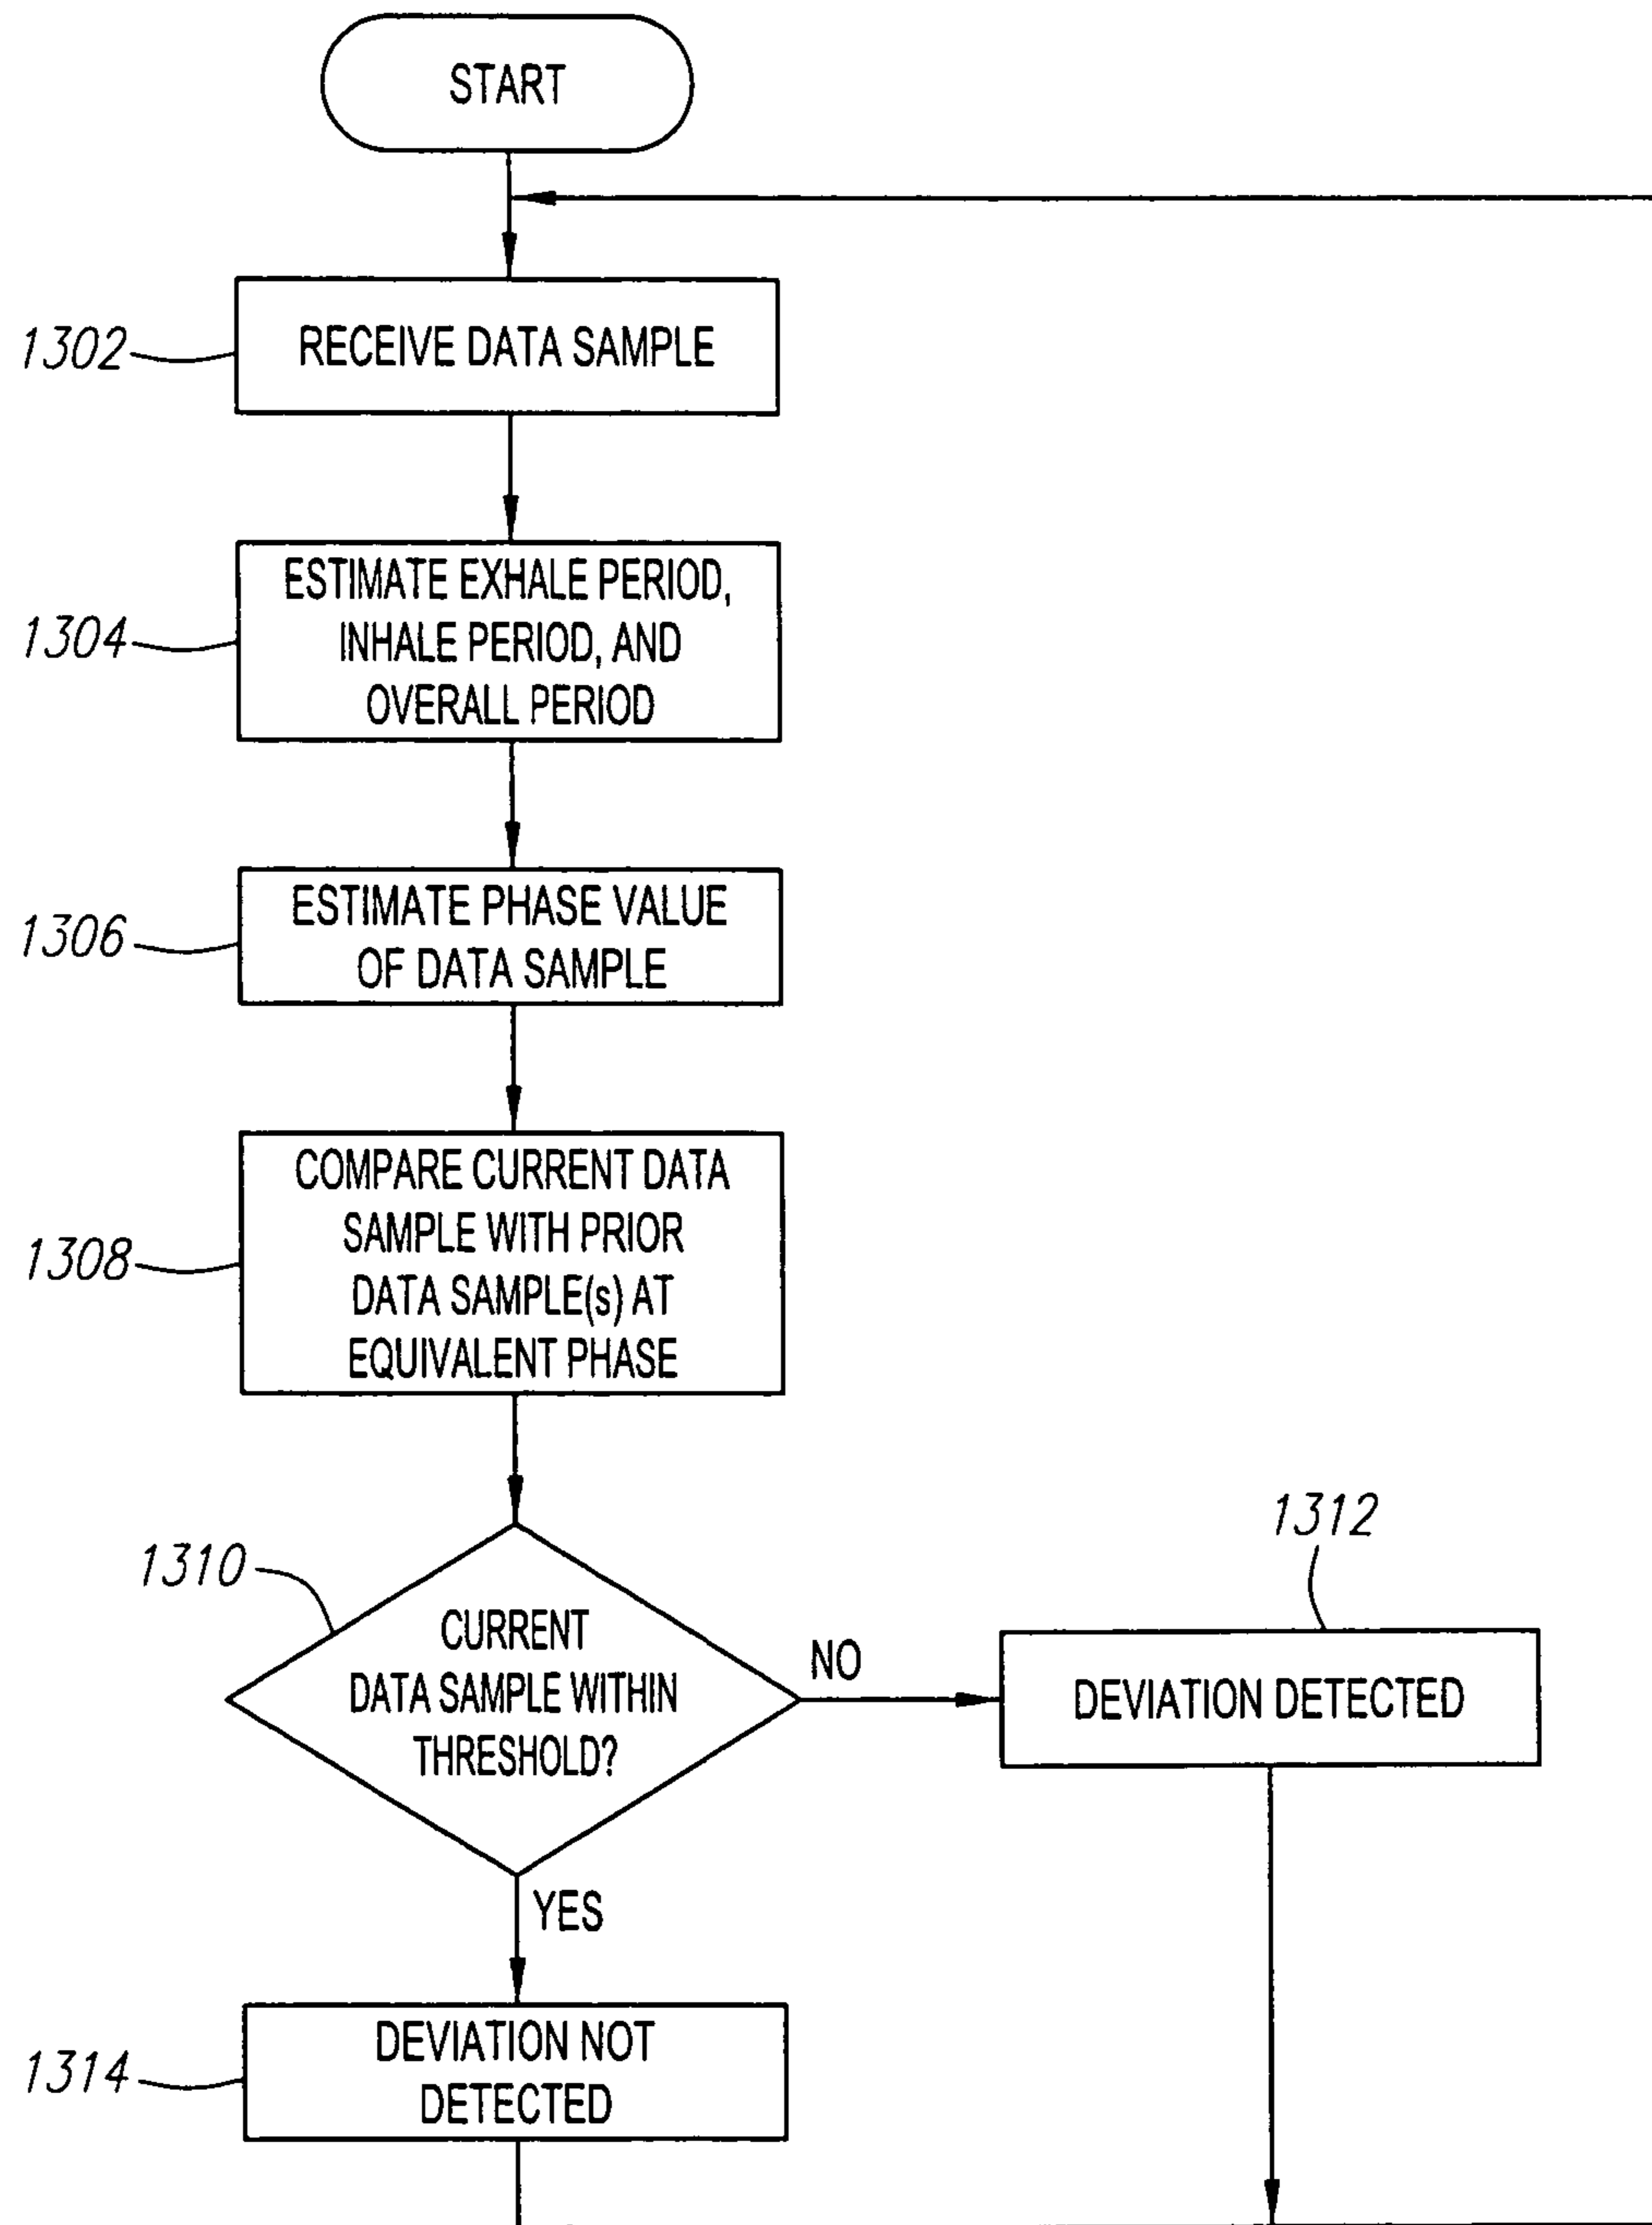 START
1302
RECEIVE DATA SAMPLE
1304
ESTIMATE EXHALE PERIOD,
INHALE PERIOD, AND
OVERALL PERIOD
1306
ESTIMATE PHASE VALUE
OF DATA SAMPLE
1308
COMPARE CURRENT DATA
SAMPLE WITH PRIOR
DATA SAMPLE(s) AT
EQUIVALENT PHASE
1310
CURRENT
DATA SAMPLE WITHIN
THRESHOLD?
NO
1312
DEVIATION DETECTED
YES
1314
DEVIATION NOT
DETECTED